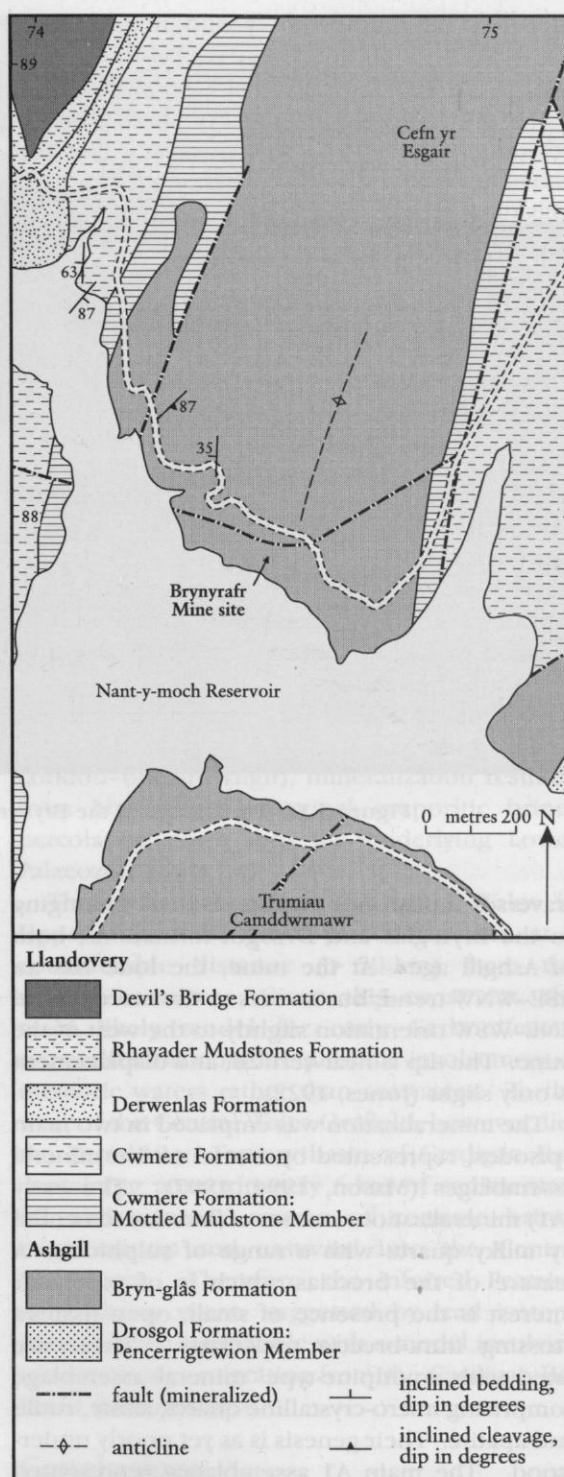 74
75
89
Cefn yr
Esgair
63
87
87
35
88
Brynyrafr
Mine site
Nant-y-moch Reservoir
0 metres 200
N
Trumiau
Camddwrmawr
Llandovery
Devil's Bridge Formation
Rhayader Mudstones Formation
Derwenlas Formation
Cwmere Formation
Cwmere Formation:
Mottled Mudstone Member
Ashgill
Bryn-glâs Formation
Drosgol Formation:
Pencerrigtewion Member
fault (mineralized)
anticline
inclined bedding,
dip in degrees
inclined cleavage,
dip in degrees